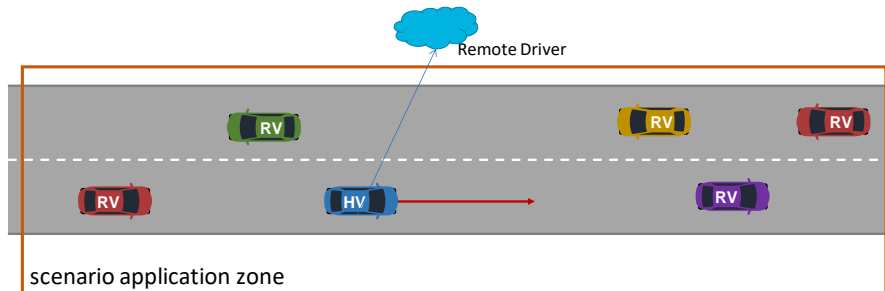 Remote Driver
RV
RV
RV
RV
HV
RV
scenario application zone